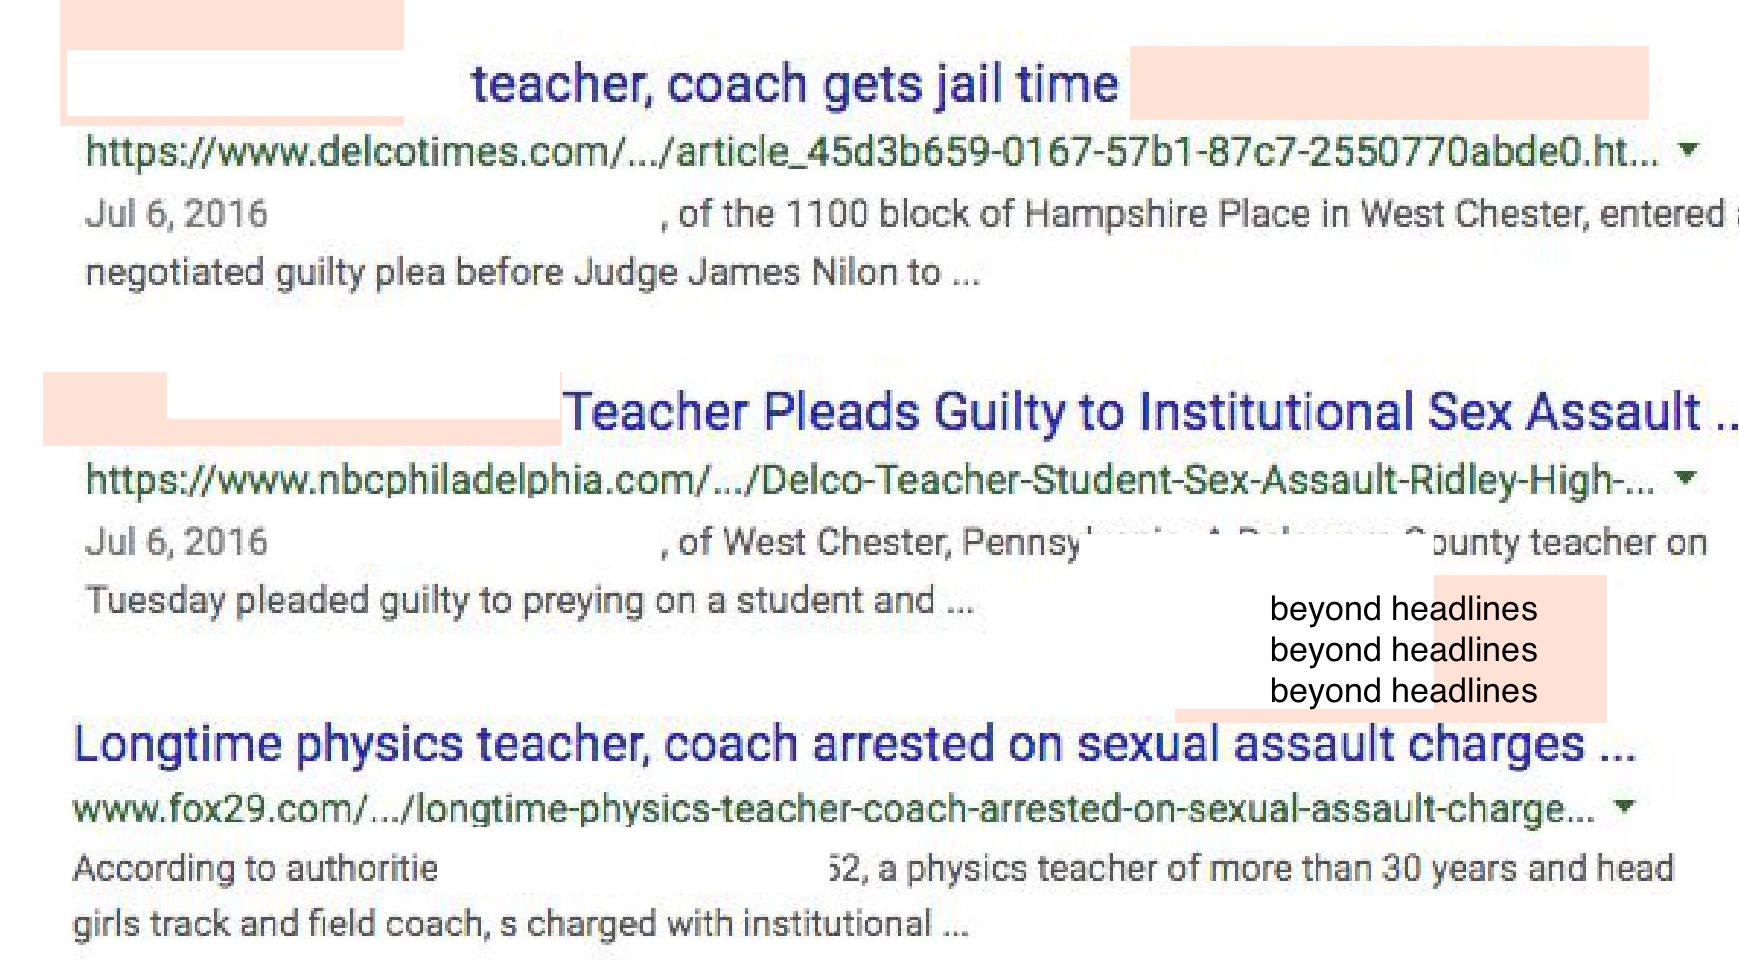 teacher, coach gets jail time
https://www.delcotimes.com/.../article_45d3b659-0167-57b1-87c7-2550770abde0.ht...
Jul 6, 2016 , of the 1100 block of Hampshire Place in West Chester, entered
negotiated guilty plea before Judge James Nilon to ...
Teacher Pleads Guilty to Institutional Sex Assault ..
https://www.nbcphiladelphia.com/.../Delco-Teacher-Student-Sex-Assault-Ridley-High-...
Jul 6, 2016 , of West Chester, teacher on
Tuesday pleaded guilty to preying on a student and ...
beyond headlines
beyond headlines
beyond headlines
Longtime physics teacher, coach arrested on sexual assault charges ...
www.fox29.com/.../longtime-physics-teacher-coach-arrested-on-sexual-assault-charge...
According to authoritie 52, a physics teacher of more than 30 years and head
girls track and field coach, s charged with institutional ...